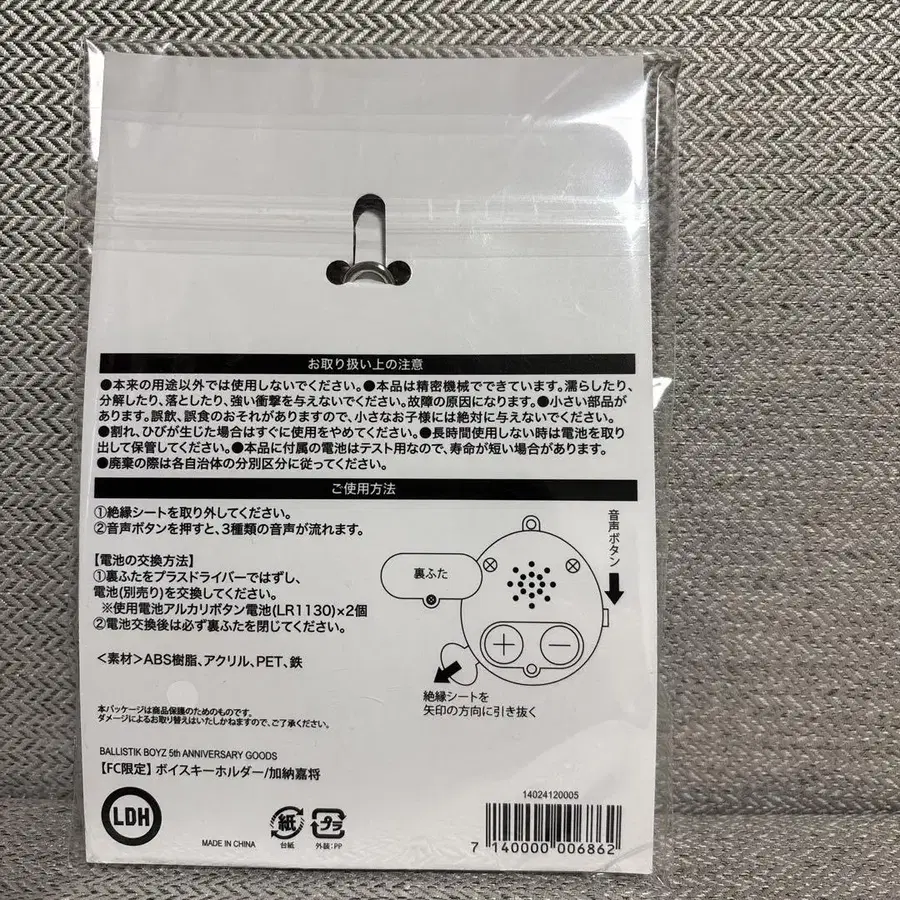 お取り扱い上の注意
●本来の用途以外では使用しないでください。●本品は精密機械でできています。濡らしたり、
分解したり、落としたり、強い衝撃を与えないでください。故障の原因になります。●小さい部品が
あります。誤飲、誤食のおそれがありますので、小さなお子様には絶対に与えないでください。
●割れ、ひびが生じた場合はすぐに使用をやめてください。●長時間使用しない時は電池を取り
出して保管してください。●本品に付属の電池はテスト用なので、寿命が短い場合があります。
●廃棄の際は各自治体の分別区分に従ってください。
ご使用方法
①絶縁シートを取り外してください。
②音声ボタンを押すと、3種類の音声が流れます。
【電池の交換方法】
①裏ふたをプラスドライバーではずし、
電池(別売り)を交換してください。
※使用電池アルカリボタン電池(LR1130)×2個
②電池交換後は必ず裏ふたを閉じてください。
<素材>ABS樹脂、アクリル、PET、鉄
音声ボタン
裏ふた
絶縁シートを
矢印の方向に引き抜く
本パッケージは商品保護のためのものです。
ダメージによるお取り替えはいたしかねますので、ご了承ください。
BALLISTIK BOYZ 5th ANNIVERSARY GOODS
【FC限定】ボイスキーホルダー/加納嘉将
LDH
MADE IN CHINA
紙
台紙
プラ
外装:PP
14024120005
7 140000 006862